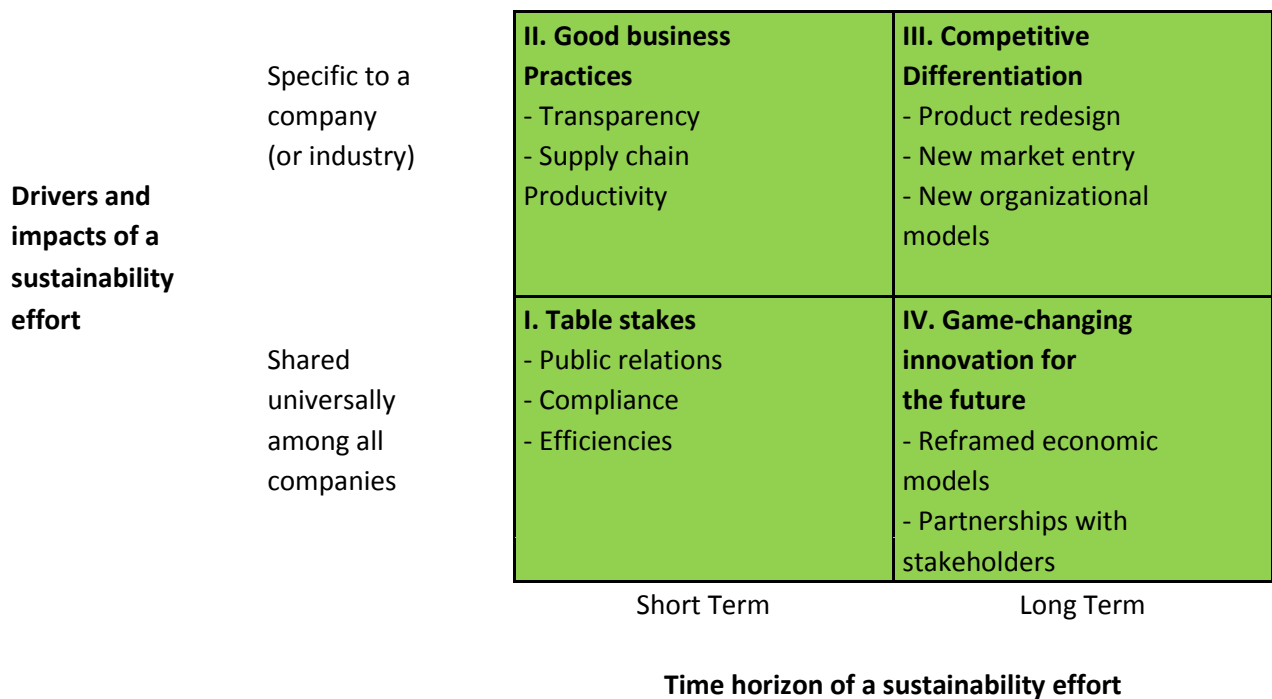 Drivers and
impacts of a
sustainability
effort
Specific to a
company
(or industry)
II. Good business
Practices
- Transparency
- Supply chain
Productivity
III. Competitive
Differentiation
- Product redesign
- New market entry
- New organizational
models
Shared
universally
among all
companies
I. Table stakes
- Public relations
- Compliance
- Efficiencies
IV. Game-changing
innovation for
the future
- Reframed economic
models
- Partnerships with
stakeholders
Short Term
Long Term
Time horizon of a sustainability effort